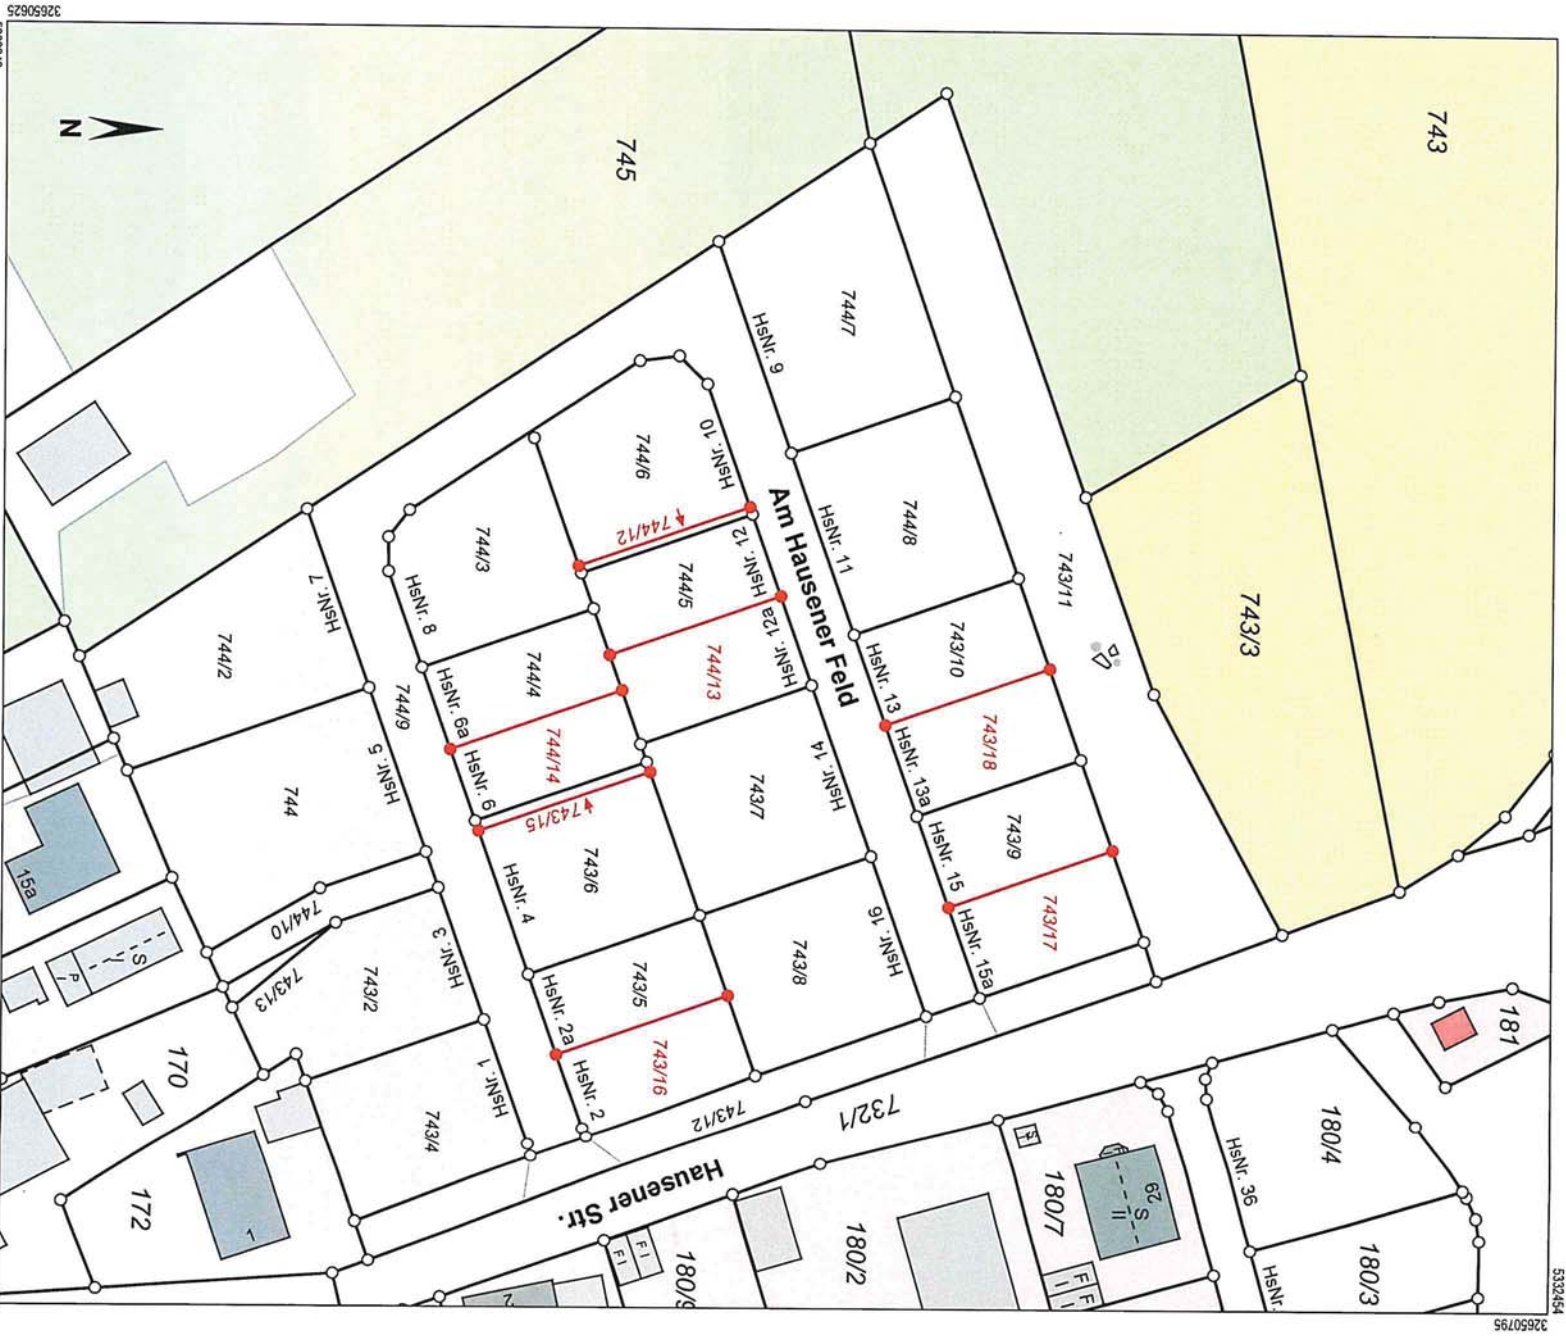 32650625
N
745
743
743/3
743/11
744/7
HsNr. 9
744/8
HsNr. 11
743/10
HsNr. 13
743/18
HsNr. 13a
743/9
HsNr. 15
743/17
HsNr. 15a
Am Hausener Feld
744/6
HsNr. 10
744/12
744/5
HsNr. 12
744/13
HsNr. 12a
743/7
HsNr. 14
743/8
HsNr. 16
744/3
HsNr. 8
744/4
HsNr. 6a
744/14
HsNr. 6
743/15
743/6
HsNr. 4
743/5
HsNr. 2a
743/16
HsNr. 2
744/9
744/2
HsNr. 7
744
HsNr. 5
744/10
743/13
743/2
HsNr. 3
743/4
HsNr. 1
15a
S
V
P
I
170
172
1
743/12
732/1
Hausener Str.
181
180/4
HsNr. 36
180/3
HsNr.
180/7
29
S
II
St
F I
F I
180/2
180/9
F I
F I
5332454
32650795